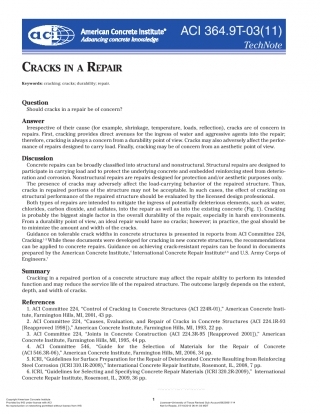 aci
American Concrete Institute®
Advancing concrete knowledge
ACI 364.9T-03(11)
TechNote
CRACKS IN A REPAIR
Keywords: cracking; cracks; durability; repair.
Question
Should cracks in a repair be of concern?
Answer
Irrespective of their cause (for example, shrinkage, temperature, loads, reflection), cracks are of concern in
repairs. First, cracking provides direct avenues for the ingress of water and aggressive agents into the repair;
therefore, cracking is always a concern from a durability point of view. Cracks may also adversely affect the perfor-
mance of repairs designed to carry load. Finally, cracking may be of concern from an aesthetic point of view.
Discussion
Concrete repairs can be broadly classified into structural and nonstructural. Structural repairs are designed to
participate in carrying load and to protect the underlying concrete and embedded reinforcing steel from deterio-
ration and corrosion. Nonstructural repairs are designed for protection and/or aesthetic purposes only.
The presence of cracks may adversely affect the load-carrying behavior of the repaired structure. Thus,
cracks in repaired portions of the structure may not be acceptable. In such cases, the effect of cracking on
structural performance of the repaired structure should be evaluated by the licensed design professional.
Both types of repairs are intended to mitigate the ingress of potentially deleterious elements, such as water,
chlorides, carbon dioxide, and sulfates, into the repair as well as into the existing concrete (Fig. 1). Cracking
is probably the biggest single factor in the overall durability of the repair, especially in harsh environments.
From a durability point of view, an ideal repair would have no cracks; however, in practice, the goal should be
to minimize the amount and width of the cracks.
Guidance on tolerable crack widths in concrete structures is presented in reports from ACI Committee 224,
Cracking. While these documents were developed for cracking in new concrete structures, the recommendations
can be applied to concrete repairs. Guidance for achieving crack-resistant repairs can be found in documents
prepared by the American Concrete Institute, International Concrete Repair Institute and U.S. Army Corps of
Engineers.
Summary
Cracking in a repaired portion of a concrete structure may affect the repair ability to perform its intended
function and may reduce the service life of the repaired structure. The outcome largely depends on the extent,
depth, and width of cracks.
References
1. ACI Committee 224, "Control of Cracking in Concrete Structures (ACI 224R-01)," American Concrete Insti-
tute, Farmington Hills, MI, 2001, 43 pp.
2. ACI Committee 224, "Causes, Evaluation, and Repair of Cracks in Concrete Structures (ACI 224.1R-93
[Reapproved 1998])," American Concrete Institute, Farmington Hills, MI, 1993, 22 pp.
3. ACI Committee 224, "Joints in Concrete Construction (ACI 224.3R-95 [Reapproved 2001])," American
Concrete Institute, Farmington Hills, MI, 1995, 44 pp.
4. ACI Committee 546, "Guide for the Selection of Materials for the Repair of Concrete
(ACI 546.3R-06)," American Concrete Institute, Farmington Hills, MI, 2006, 34 pp.
5. ICRI, "Guidelines for Surface Preparation for the Repair of Deteriorated Concrete Resulting from Reinforcing
Steel Corrosion (ICRI 310.1R-2008)," International Concrete Repair Institute, Rosemont, IL, 2008, 12 pp.
6. ICRI, "Guidelines for Selecting and Specifying Concrete Repair Materials (ICRI 320.2R-2009)," International
Concrete Repair Institute, Rosemont, IL, 2009, 36 pp.
1